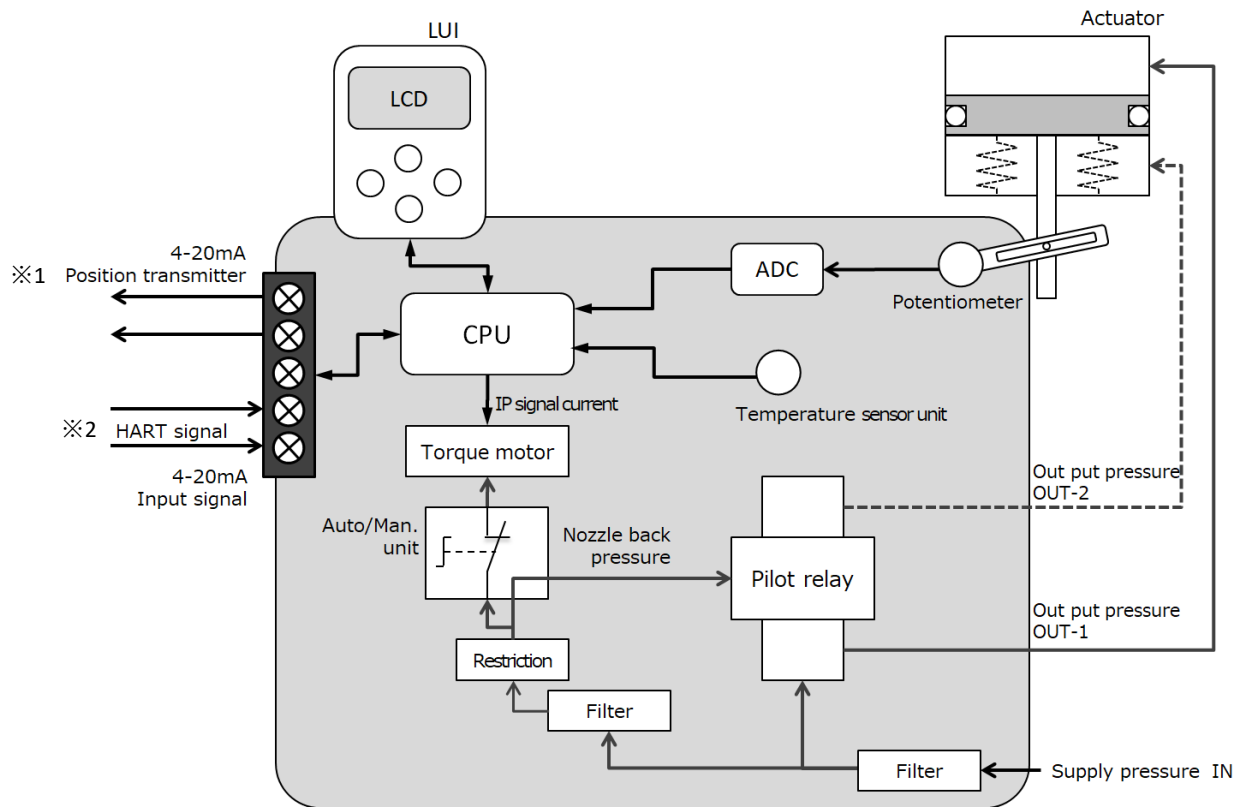 Actuator
LUI
LCD
4-20mA
※1 Position transmitter
ADC
Potentiometer
CPU
IP signal current
Temperature sensor unit
※2 HART signal
4-20mA
Input signal
Torque motor
Auto/Man.
unit
Nozzle back
pressure
Out put pressure
OUT-2
Pilot relay
Out put pressure
OUT-1
Restriction
Filter
Filter
Supply pressure IN